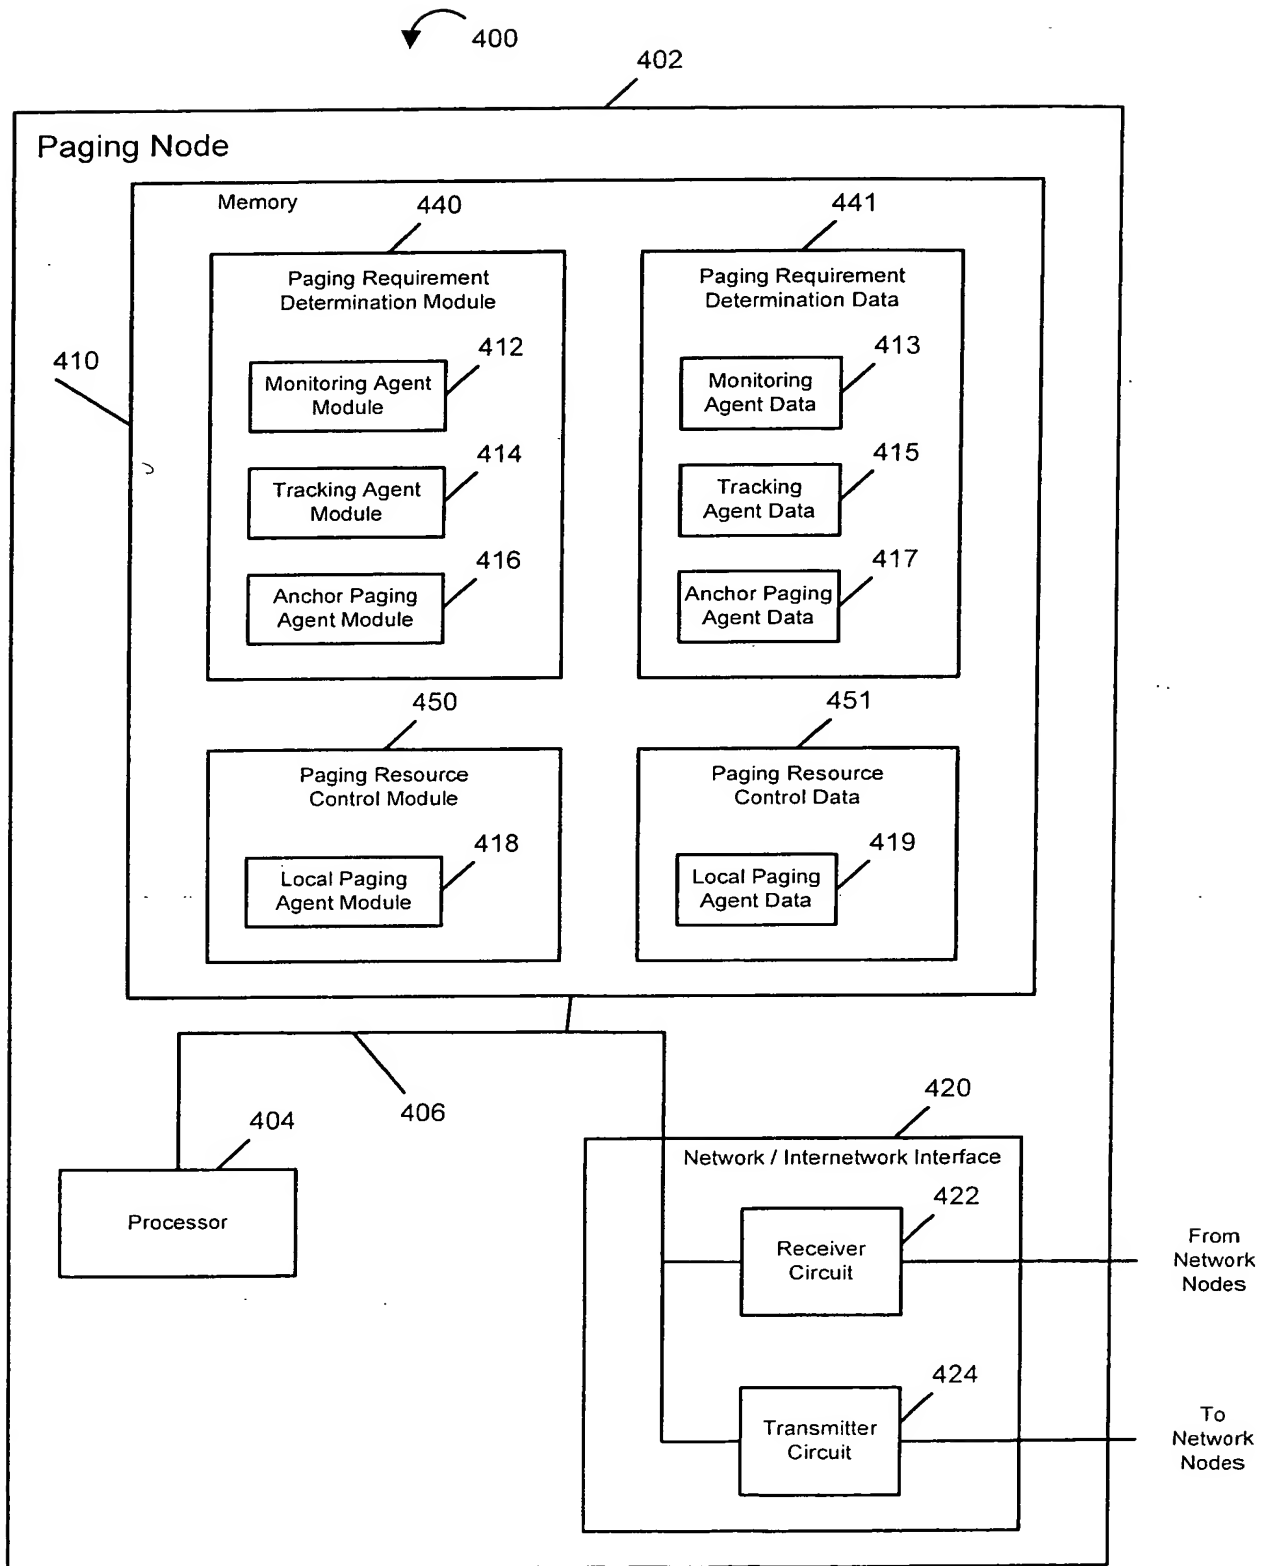 400
402
Paging Node
Memory
440
441
Paging Requirement
Determination Module
Paging Requirement
Determination Data
410
412
413
Monitoring Agent
Module
Monitoring
Agent Data
414
415
Tracking Agent
Module
Tracking
Agent Data
416
417
Anchor Paging
Agent Module
Anchor Paging
Agent Data
450
451
Paging Resource
Control Module
Paging Resource
Control Data
418
419
Local Paging
Agent Module
Local Paging
Agent Data
406
404
420
Processor
Network / Internetwork Interface
422
Receiver
Circuit
From
Network
Nodes
424
Transmitter
Circuit
To
Network
Nodes